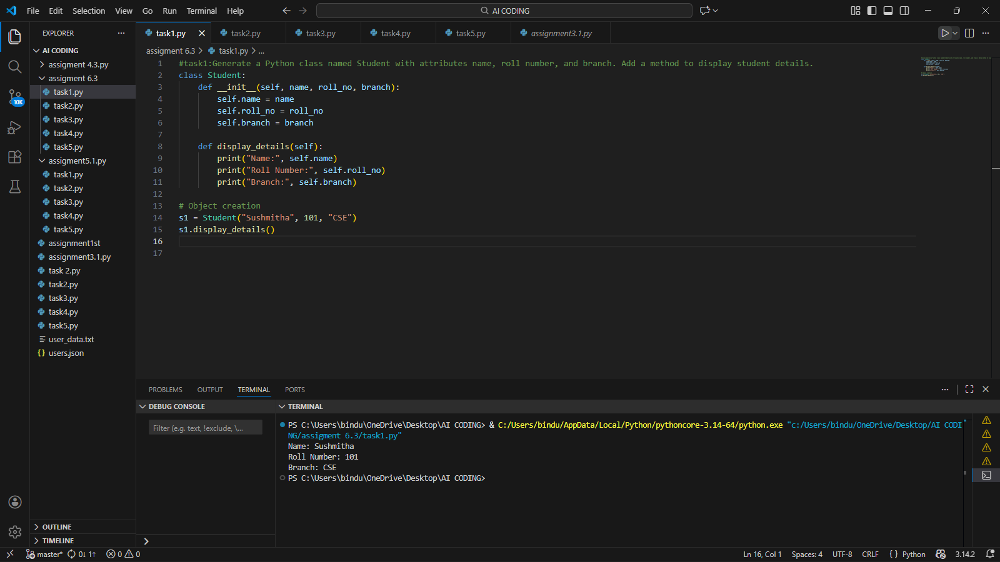 File Edit Selection View Go Run Terminal Help
AI CODING
EXPLORER
AI CODING
assigment 4.3.py
assigment 6.3
task1.py
task2.py
task3.py
task4.py
task5.py
assigment5.1.py
task1.py
task2.py
task3.py
task4.py
task5.py
assignment1st
assignment3.1.py
task 2.py
task2.py
task3.py
task4.py
task5.py
user_data.txt
users.json
OUTLINE
TIMELINE
10K
task1.py task2.py task3.py task4.py task5.py assignment3.1.py
assigment 6.3 > task1.py > ...
1 #task1:Generate a Python class named Student with attributes name, roll number, and branch. Add a method to display student details.
2 class Student:
3     def __init__(self, name, roll_no, branch):
4         self.name = name
5         self.roll_no = roll_no
6         self.branch = branch
7
8     def display_details(self):
9         print("Name:", self.name)
10         print("Roll Number:", self.roll_no)
11         print("Branch:", self.branch)
12
13 # Object creation
14 s1 = Student("Sushmitha", 101, "CSE")
15 s1.display_details()
16
17
PROBLEMS OUTPUT TERMINAL PORTS
DEBUG CONSOLE
Filter (e.g. text, !exclude, \...
TERMINAL
PS C:\Users\bindu\OneDrive\Desktop\AI CODING> & C:/Users/bindu/AppData/Local/Python/pythoncore-3.14-64/python.exe "c:/Users/bindu/OneDrive/Desktop/AI CODI
NG/assigment 6.3/task1.py"
Name: Sushmitha
Roll Number: 101
Branch: CSE
PS C:\Users\bindu\OneDrive\Desktop\AI CODING>
master* 0↓ 1↑ 0 0 Ln 16, Col 1 Spaces: 4 UTF-8 CRLF { } Python 3.14.2